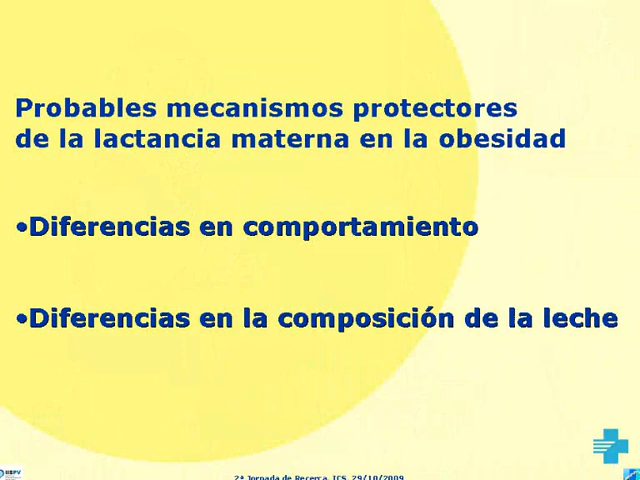 Probables mecanismos protectores
de la lactancia materna en la obesidad
•Diferencias en comportamiento
•Diferencias en la composición de la leche
2ª Jornada de Recerca, ICS, 29/10/2009